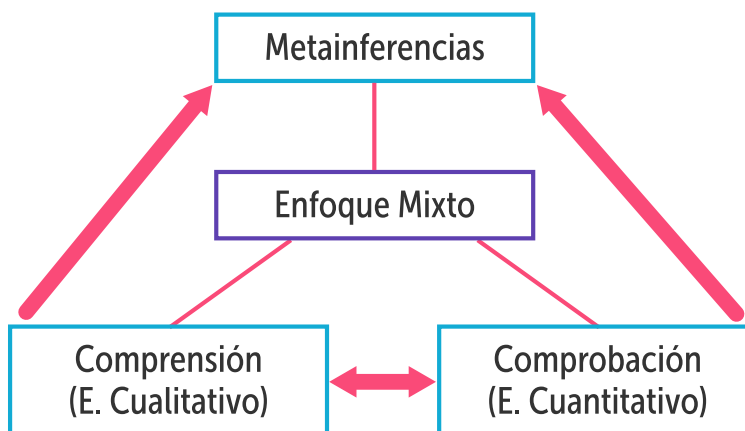 Metainferencias
Enfoque Mixto
Comprensión
(E. Cualitativo)
Comprobación
(E. Cuantitativo)